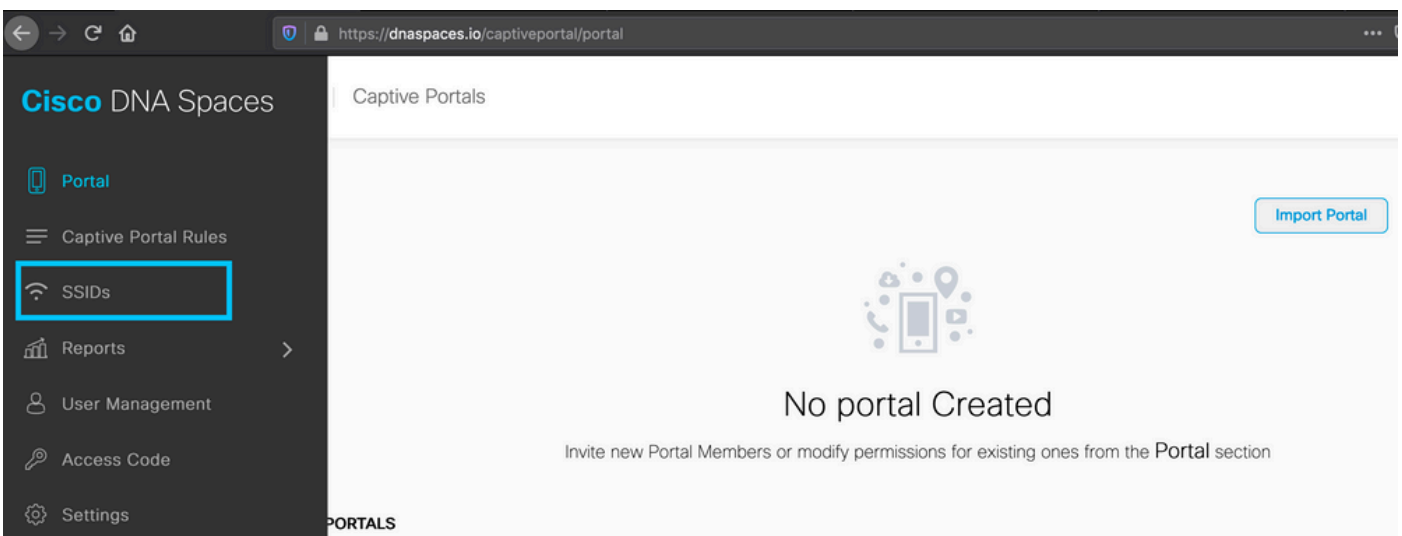 https://dnaspaces.io/captiveportal/portal
Cisco DNA Spaces
Captive Portals
Portal
Import Portal
Captive Portal Rules
SSIDs
Reports
User Management
Access Code
Settings
No portal Created
Invite new Portal Members or modify permissions for existing ones from the Portal section
PORTALS